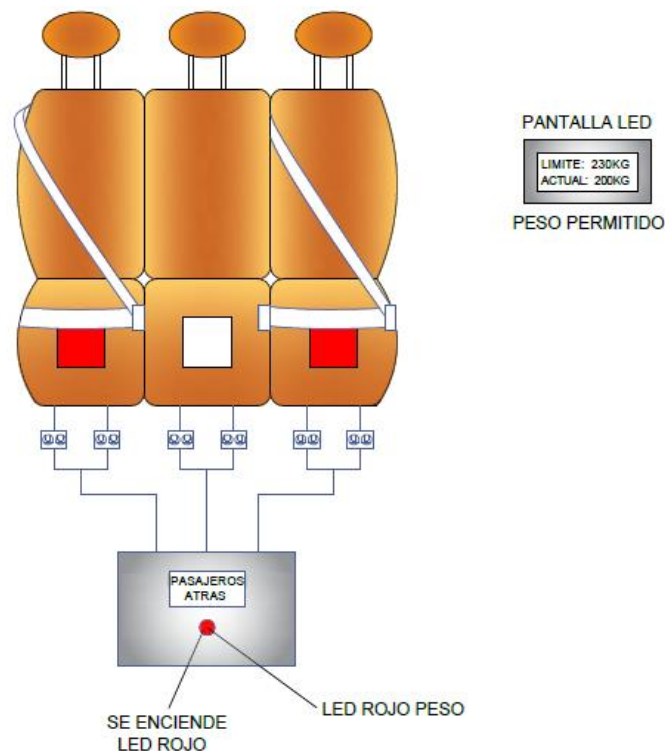 PANTALLA LED
LIMITE: 230KG
ACTUAL: 200KG
PESO PERMITIDO
PASAJEROS
ATRAS
LED ROJO PESO
SE ENCIENDE
LED ROJO